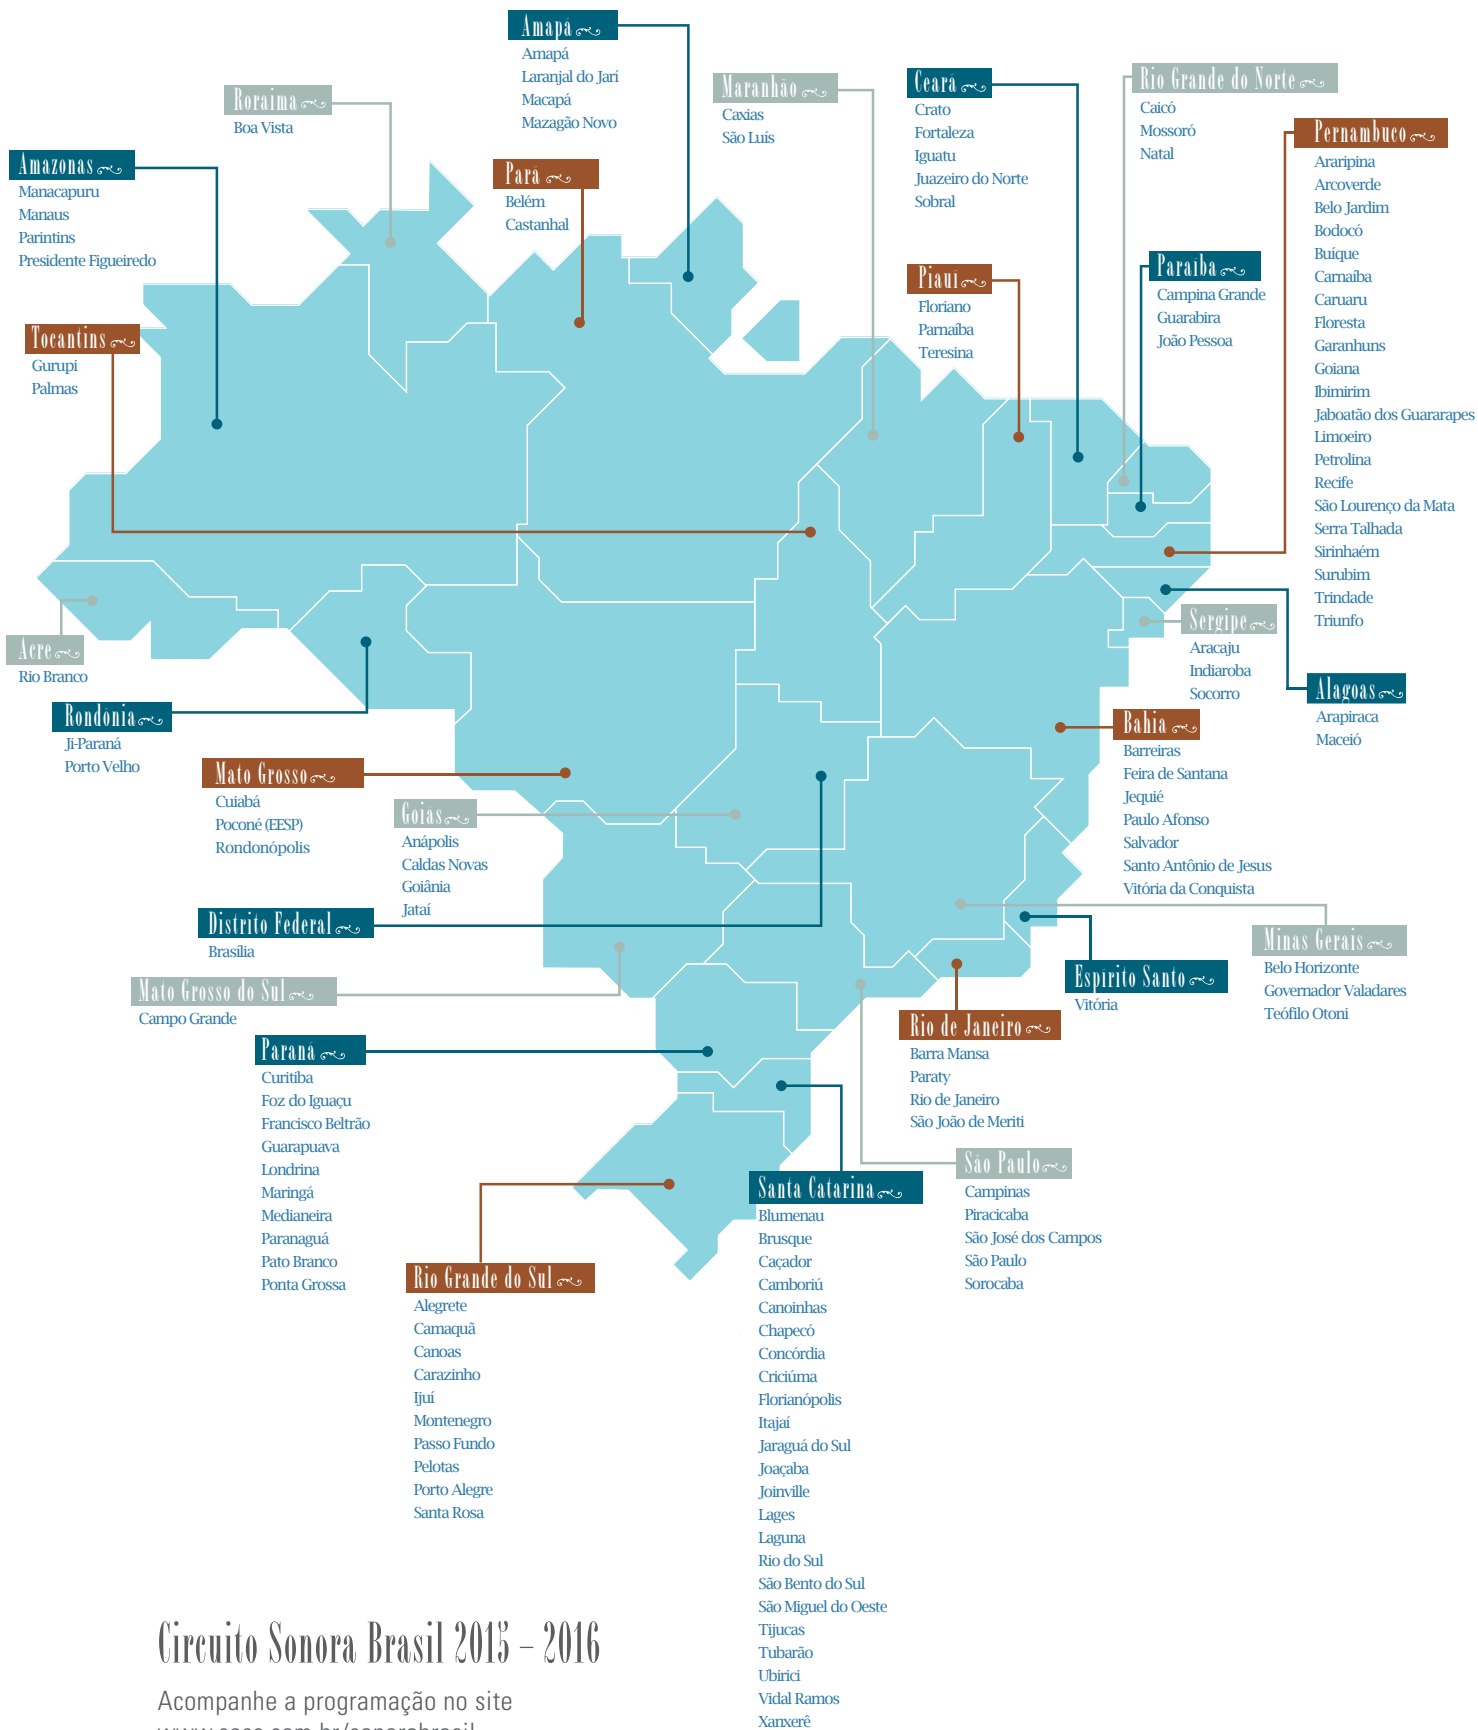 Amapá
Amapá
Laranjal do Jarí
Macapá
Mazagão Novo
Roraima
Boa Vista
Maranhão
Caxias
São Luís
Ceará
Crato
Fortaleza
Iguatu
Juazeiro do Norte
Sobral
Rio Grande do Norte
Caicó
Mossoró
Natal
Pernambuco
Araripina
Arcoverde
Belo Jardim
Bodocó
Buíque
Carnaíba
Caruaru
Floresta
Garanhuns
Goiana
Ibimirim
Jaboatão dos Guararapes
Limoeiro
Petrolina
Recife
São Lourenço da Mata
Serra Talhada
Sirinhaém
Surubim
Trindade
Triunfo
Amazonas
Manacapuru
Manaus
Parintins
Presidente Figueiredo
Pará
Belém
Castanhal
Piauí
Floriano
Parnaíba
Teresina
Paraíba
Campina Grande
Guarabira
João Pessoa
Tocantins
Gurupi
Palmas
Acre
Rio Branco
Sergipe
Aracaju
Indiaroba
Socorro
Alagoas
Arapiraca
Maceió
Rondônia
Ji-Paraná
Porto Velho
Bahia
Barreiras
Feira de Santana
Jequié
Paulo Afonso
Salvador
Santo Antônio de Jesus
Vitória da Conquista
Mato Grosso
Cuiabá
Poconé (EESP)
Rondonópolis
Goiás
Anápolis
Caldas Novas
Goiânia
Jataí
Distrito Federal
Brasília
Minas Gerais
Belo Horizonte
Governador Valadares
Teófilo Otoni
Espírito Santo
Vitória
Mato Grosso do Sul
Campo Grande
Rio de Janeiro
Barra Mansa
Paraty
Rio de Janeiro
São João de Meriti
Paraná
Curitiba
Foz do Iguaçu
Francisco Beltrão
Guarapuava
Londrina
Maringá
Medianeira
Paranaguá
Pato Branco
Ponta Grossa
São Paulo
Campinas
Piracicaba
São José dos Campos
São Paulo
Sorocaba
Santa Catarina
Blumenau
Brusque
Caçador
Camboriú
Canoinhas
Chapecó
Concórdia
Criciúma
Florianópolis
Itajaí
Jaraguá do Sul
Joaçaba
Joinville
Lages
Laguna
Rio do Sul
São Bento do Sul
São Miguel do Oeste
Tijucas
Tubarão
Ubirici
Vidal Ramos
Xanxerê
Rio Grande do Sul
Alegrete
Camaquã
Canoas
Carazinho
Ijuí
Montenegro
Passo Fundo
Pelotas
Porto Alegre
Santa Rosa
Circuito Sonora Brasil 2015 – 2016
Acompanhe a programação no site